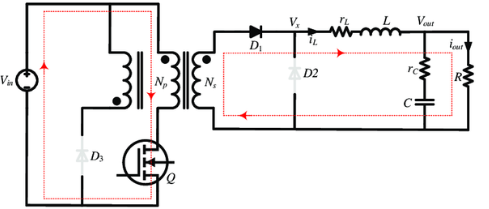 V_x r_L L V_out
D_1 i_L i_out
V_in N_p N_s D2 r_C R
C
D_3 Q